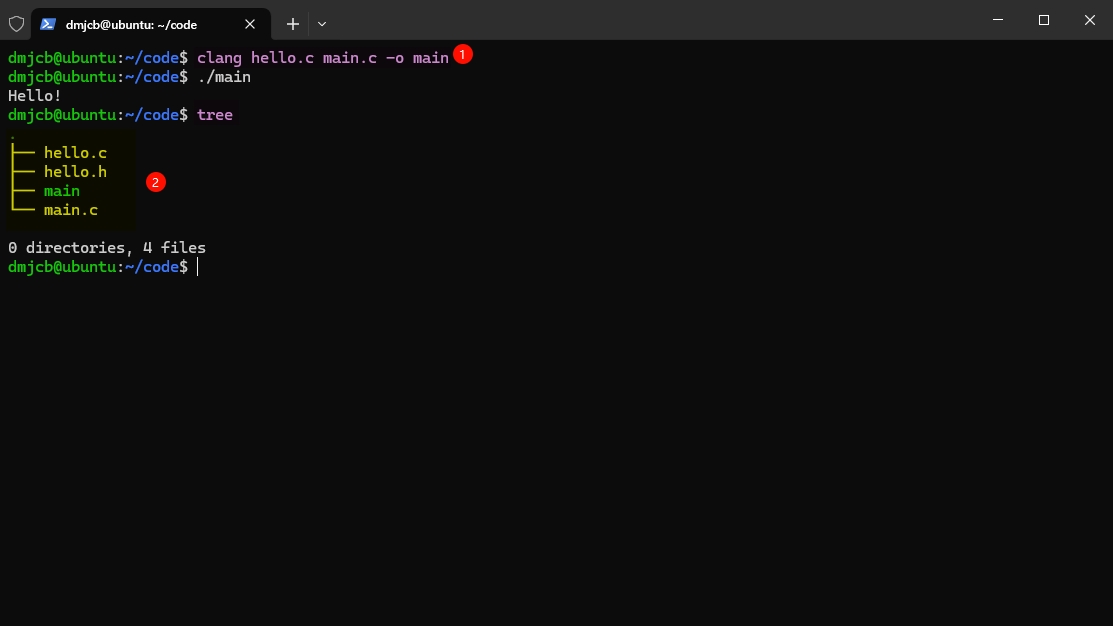 dmjcb@ubuntu: ~/code
dmjcb@ubuntu:~/code$ clang hello.c main.c -o main 1
dmjcb@ubuntu:~/code$ ./main
Hello!
dmjcb@ubuntu:~/code$ tree
.
├── hello.c
├── hello.h
2
├── main
└── main.c
0 directories, 4 files
dmjcb@ubuntu:~/code$